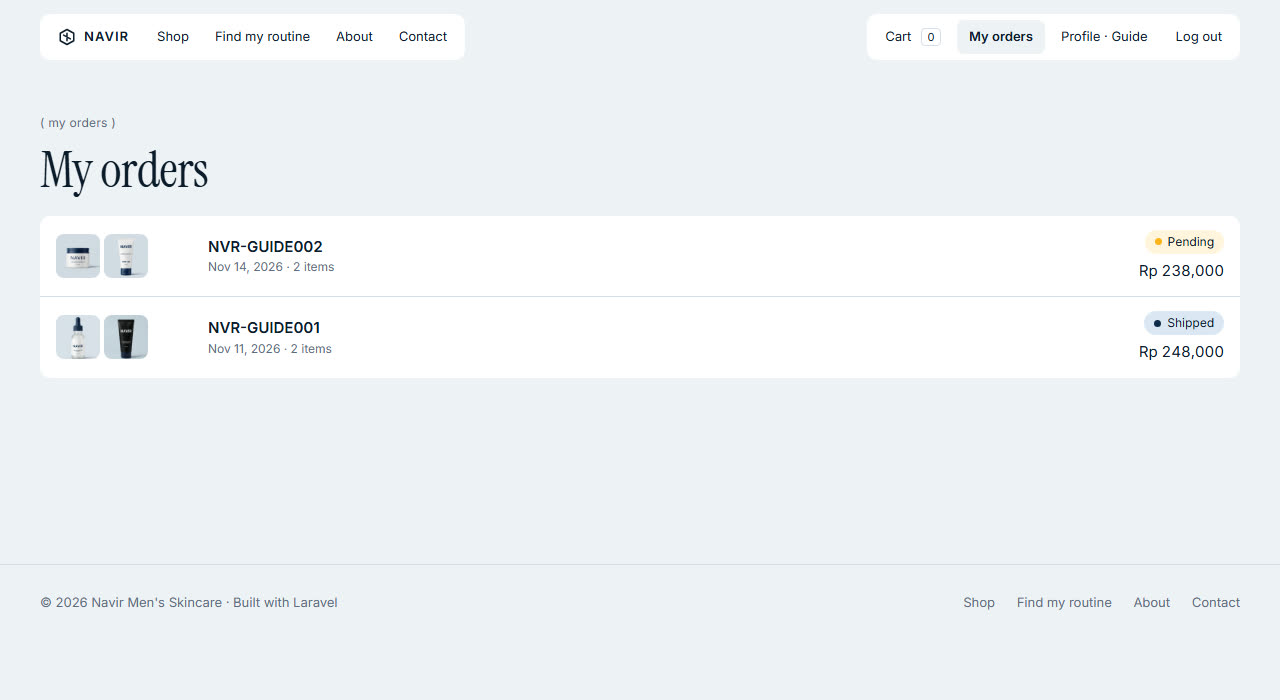 NAVIR Shop Find my routine About Contact Cart 0 My orders Profile · Guide Log out
( my orders )
My orders
NVR-GUIDE002
Nov 14, 2026 · 2 items
Pending
Rp 238,000
NVR-GUIDE001
Nov 11, 2026 · 2 items
Shipped
Rp 248,000
© 2026 Navir Men's Skincare · Built with Laravel Shop Find my routine About Contact